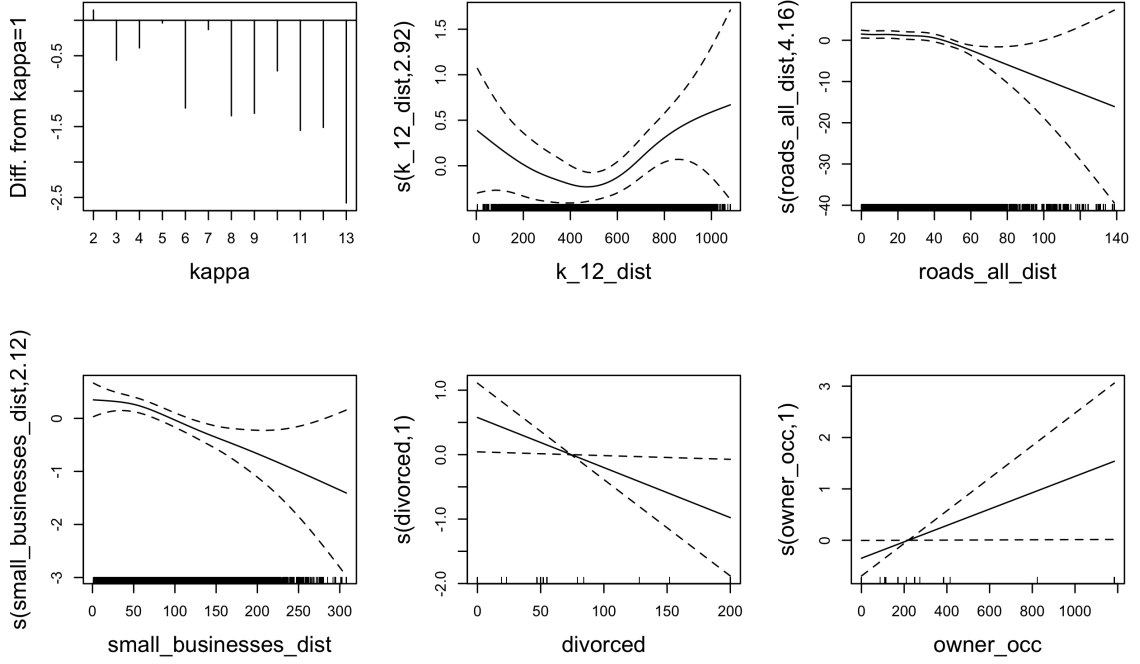 Diff. from kappa=1
-0.5
-1.5
-2.5
2 3 4 5 6 7 8 9 11 13
kappa
s(k_12_dist,2.92)
1.5
1.0
0.5
0.0
0 200 400 600 800 1000
k_12_dist
s(roads_all_dist,4.16)
0
-10
-20
-30
-40
0 20 40 60 80 100 120 140
roads_all_dist
s(small_businesses_dist,2.12)
0
-1
-2
-3
0 50 100 150 200 250 300
small_businesses_dist
s(divorced,1)
1.0
0.0
-1.0
-2.0
0 50 100 150 200
divorced
s(owner_occ,1)
3
2
1
0
0 200 400 600 800 1000
owner_occ